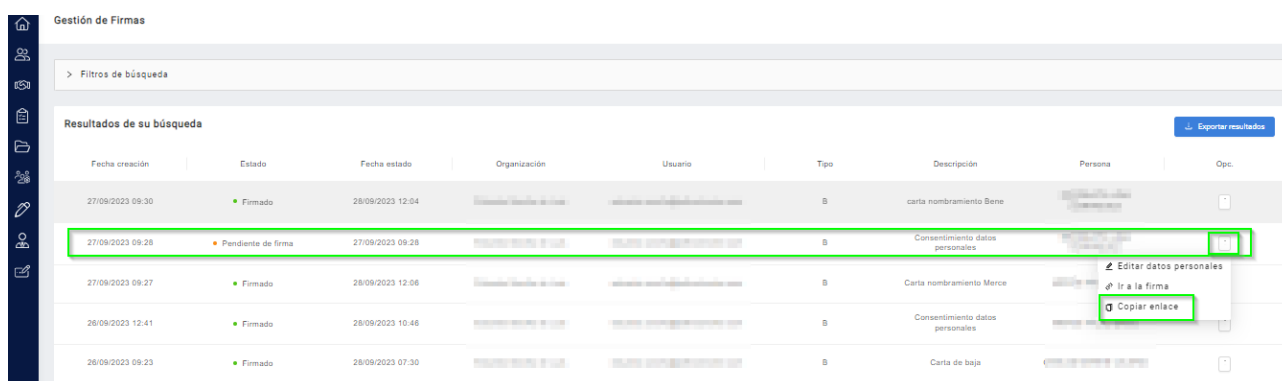 Gestión de Firmas
> Filtros de búsqueda
Resultados de su búsqueda
Exportar resultados
Fecha creación Estado Fecha estado Organización Usuario Tipo Descripción Persona Opc.
27/09/2023 09:30 Firmado 28/09/2023 12:04 B carta nombramiento Bene
27/09/2023 09:28 Pendiente de firma 27/09/2023 09:28 B Consentimiento datos
personales
Editar datos personales
Ir a la firma
Copiar enlace
27/09/2023 09:27 Firmado 28/09/2023 12:06 B Carta nombramiento Merce
26/09/2023 12:41 Firmado 28/09/2023 10:46 B Consentimiento datos
personales
26/09/2023 09:23 Firmado 28/09/2023 07:30 B Carta de baja